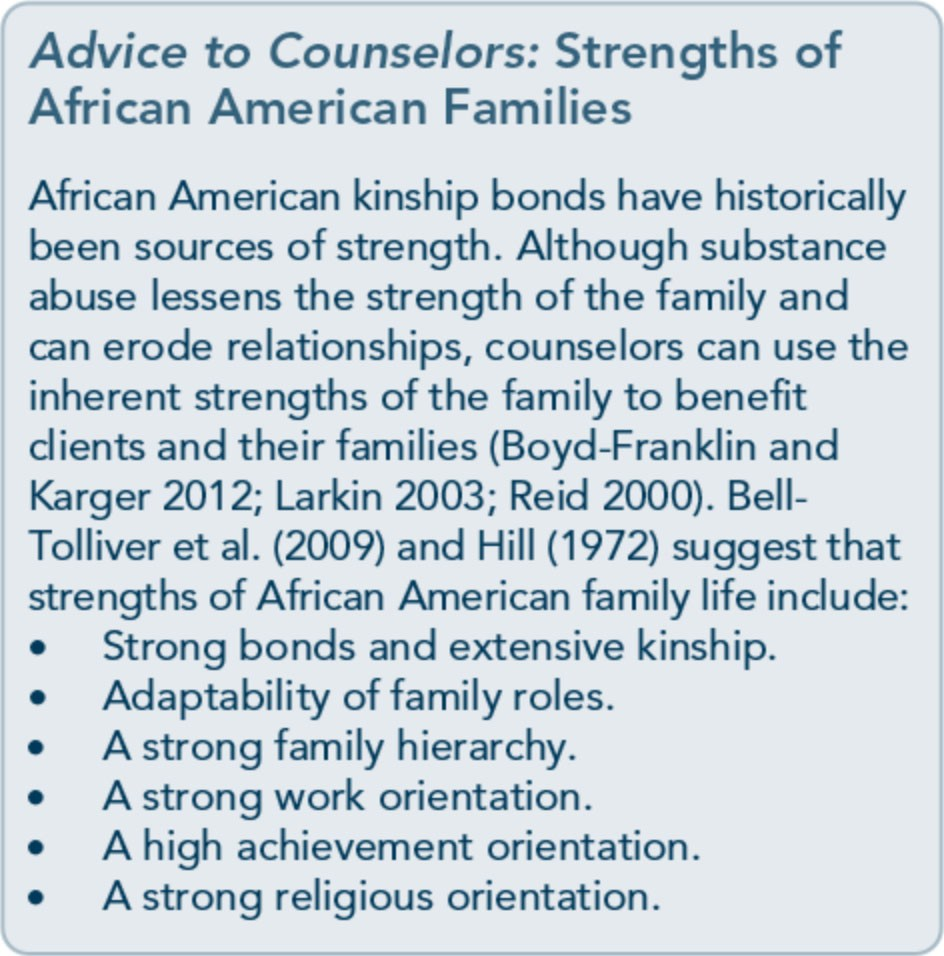 Advice to Counselors: Strengths of
African American Families
African American kinship bonds have historically
been sources of strength. Although substance
abuse lessens the strength of the family and
can erode relationships, counselors can use the
inherent strengths of the family to benefit
clients and their families (Boyd-Franklin and
Karger 2012; Larkin 2003; Reid 2000). Bell-
Tolliver et al. (2009) and Hill (1972) suggest that
strengths of African American family life include:
• Strong bonds and extensive kinship.
• Adaptability of family roles.
• A strong family hierarchy.
• A strong work orientation.
• A high achievement orientation.
• A strong religious orientation.